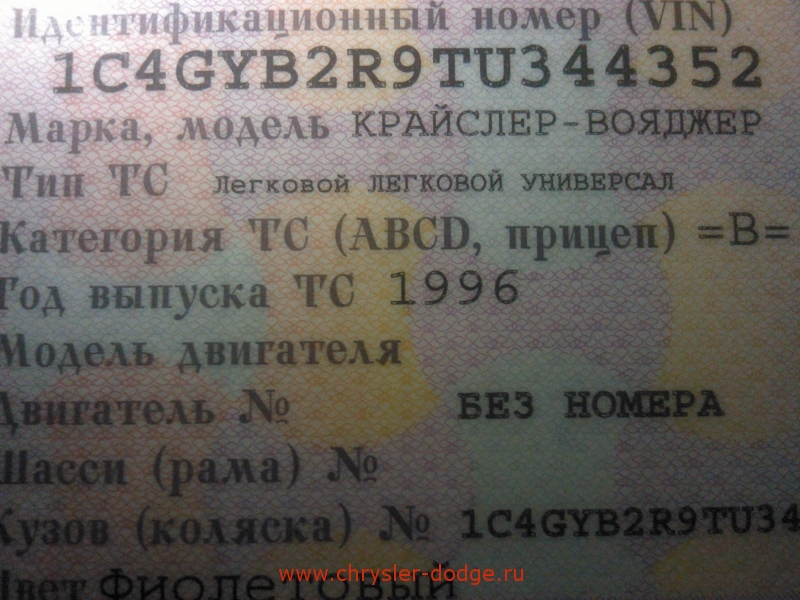 Идентификационный номер (VIN)
1C4GYB2R9TU344352
Марка, модель КРАЙСЛЕР-ВОЯДЖЕР
Тип ТС Легковой ЛЕГКОВОЙ УНИВЕРСАЛ
Категория ТС (ABCD, прицеп) =B=
Год выпуска ТС 1996
Модель двигателя
Двигатель № БЕЗ НОМЕРА
Шасси (рама) №
Кузов (коляска) № 1C4GYB2R9TU34
Цвет Фиолетовый
www.chrysler-dodge.ru